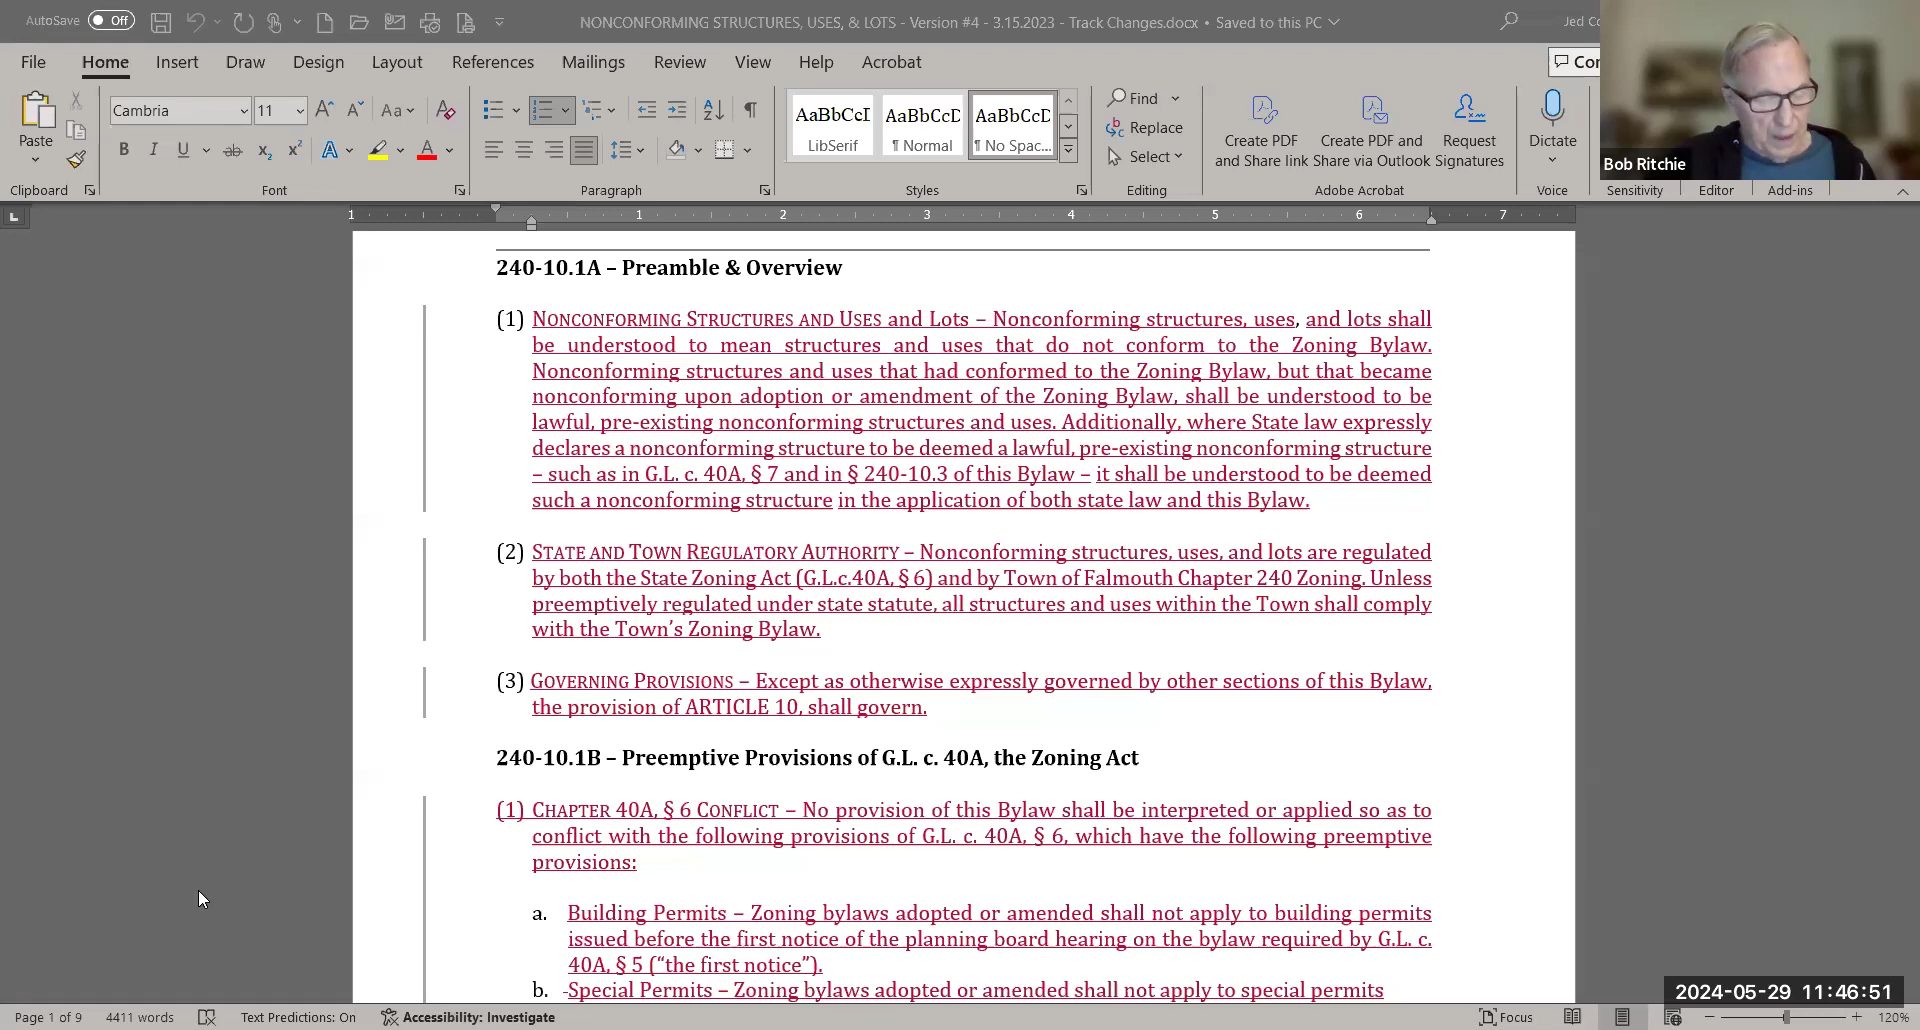 AutoSave Off NONCONFORMING STRUCTURES, USES, & LOTS - Version #4 - 3.15.2023 - Track Changes.docx • Saved to this PC Jed
File Home Insert Draw Design Layout References Mailings Review View Help Acrobat
Cambria 11 Aa
AaBbCcI AaBbCcD AaBbCcD
LibSerif ¶ Normal ¶ No Spac...
Paste
Find
Replace
Select
Create PDF and Share link
Create PDF and Share via Outlook
Request Signatures
Dictate
Bob Ritchie
Clipboard Font Paragraph Styles Editing Adobe Acrobat Voice Sensitivity Editor Add-ins
1 1 2 3 4 5 6 7
240-10.1A – Preamble & Overview
(1) NONCONFORMING STRUCTURES AND USES and Lots – Nonconforming structures, uses, and lots shall
be understood to mean structures and uses that do not conform to the Zoning Bylaw.
Nonconforming structures and uses that had conformed to the Zoning Bylaw, but that became
nonconforming upon adoption or amendment of the Zoning Bylaw, shall be understood to be
lawful, pre-existing nonconforming structures and uses. Additionally, where State law expressly
declares a nonconforming structure to be deemed a lawful, pre-existing nonconforming structure
– such as in G.L. c. 40A, § 7 and in § 240-10.3 of this Bylaw – it shall be understood to be deemed
such a nonconforming structure in the application of both state law and this Bylaw.
(2) STATE AND TOWN REGULATORY AUTHORITY – Nonconforming structures, uses, and lots are regulated
by both the State Zoning Act (G.L.c.40A, § 6) and by Town of Falmouth Chapter 240 Zoning. Unless
preemptively regulated under state statute, all structures and uses within the Town shall comply
with the Town's Zoning Bylaw.
(3) GOVERNING PROVISIONS – Except as otherwise expressly governed by other sections of this Bylaw,
the provision of ARTICLE 10, shall govern.
240-10.1B – Preemptive Provisions of G.L. c. 40A, the Zoning Act
(1) CHAPTER 40A, § 6 CONFLICT – No provision of this Bylaw shall be interpreted or applied so as to
conflict with the following provisions of G.L. c. 40A, § 6, which have the following preemptive
provisions:
a. Building Permits – Zoning bylaws adopted or amended shall not apply to building permits
issued before the first notice of the planning board hearing on the bylaw required by G.L. c.
40A, § 5 ("the first notice").
b. -Special Permits – Zoning bylaws adopted or amended shall not apply to special permits
2024-05-29 11:46:51
Page 1 of 9 4411 words Text Predictions: On Accessibility: Investigate Focus 120%